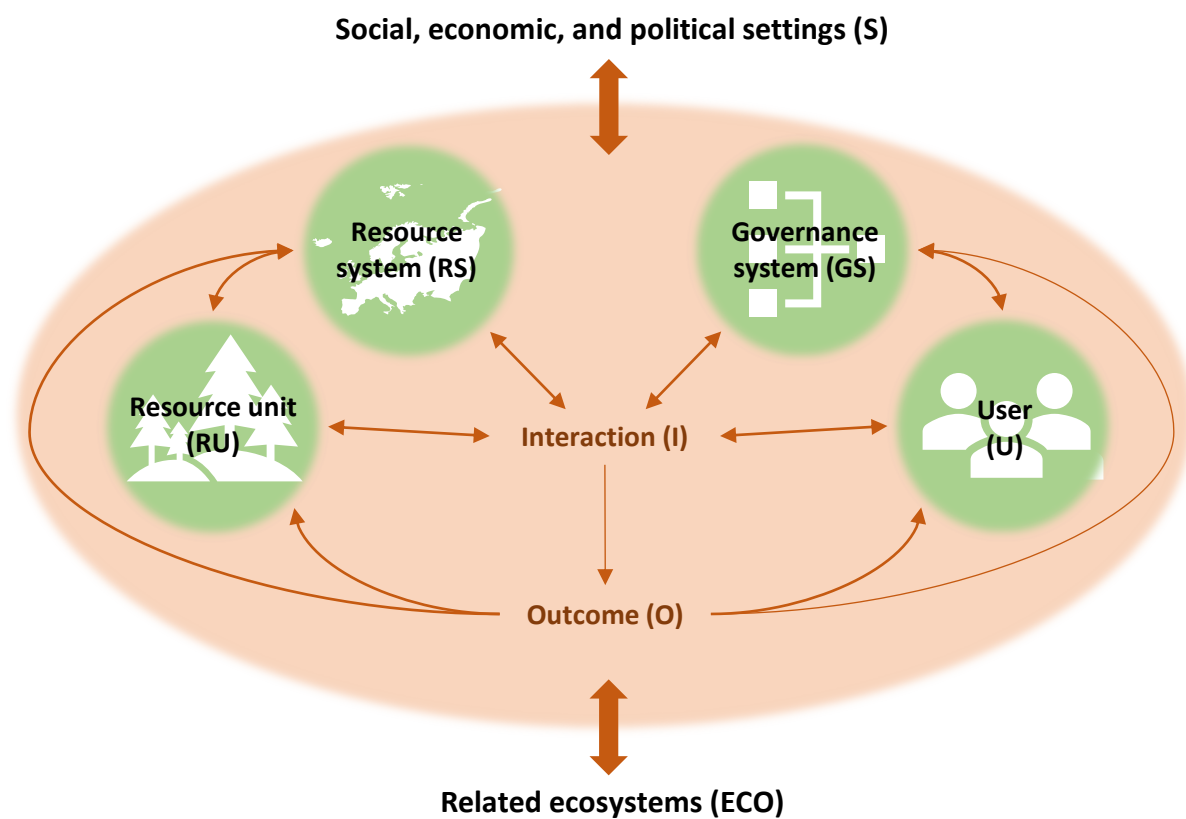 Social, economic, and political settings (S)
Resource
system (RS)
Governance
system (GS)
Resource unit
(RU)
Interaction (I)
User
(U)
Outcome (O)
Related ecosystems (ECO)